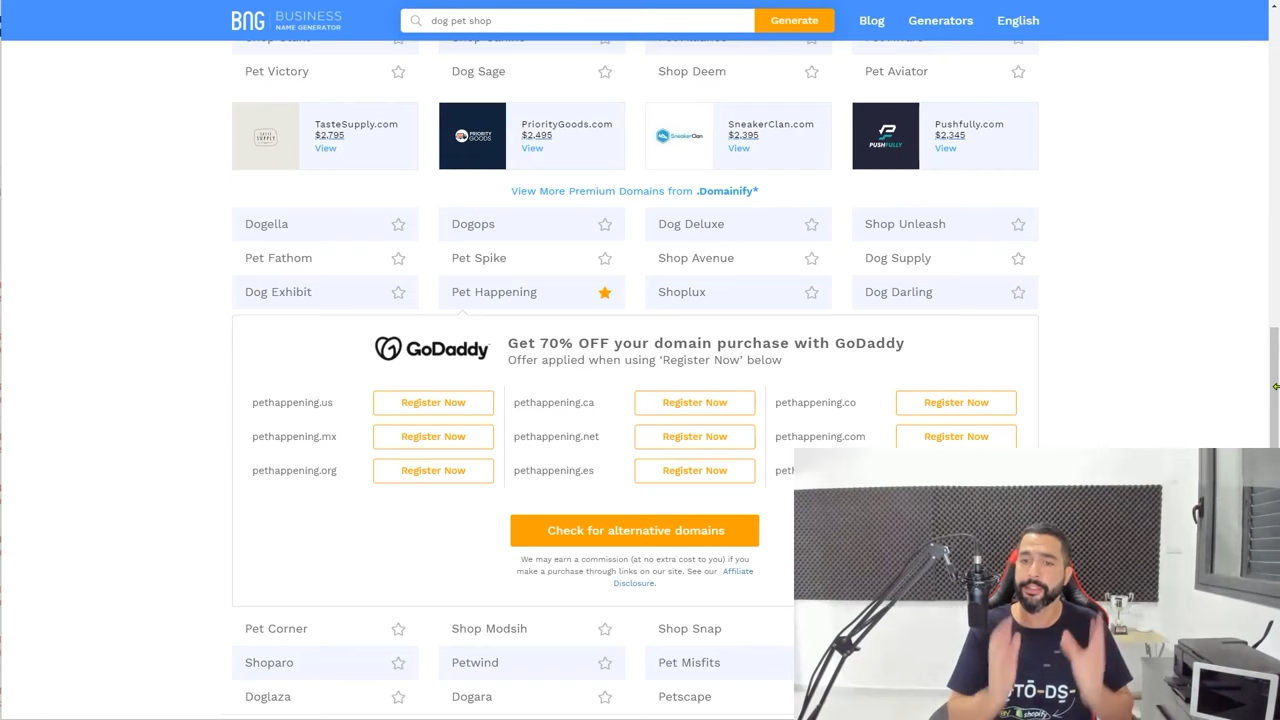 BNG BUSINESS NAME GENERATOR
dog pet shop
Generate
Blog
Generators
English
Pet Victory
Dog Sage
Shop Deem
Pet Aviator
TASTE SUPPLY
TasteSupply.com
$2,795
View
PRIORITY GOODS
PriorityGoods.com
$2,495
View
SneakerClan
SneakerClan.com
$2,395
View
PUSHFULLY
Pushfully.com
$2,345
View
View More Premium Domains from .Domainify*
Dogella
Dogops
Dog Deluxe
Shop Unleash
Pet Fathom
Pet Spike
Shop Avenue
Dog Supply
Dog Exhibit
Pet Happening
Shoplux
Dog Darling
GoDaddy
Get 70% OFF your domain purchase with GoDaddy
Offer applied when using ‘Register Now’ below
pethappening.us
Register Now
pethappening.ca
Register Now
pethappening.co
Register Now
pethappening.mx
Register Now
pethappening.net
Register Now
pethappening.com
Register Now
pethappening.org
Register Now
pethappening.es
Register Now
Check for alternative domains
We may earn a commission (at no extra cost to you) if you
make a purchase through links on our site. See our Affiliate
Disclosure.
Pet Corner
Shop Modsih
Shop Snap
Shoparo
Petwind
Pet Misfits
Doglaza
Dogara
Petscape
shopify